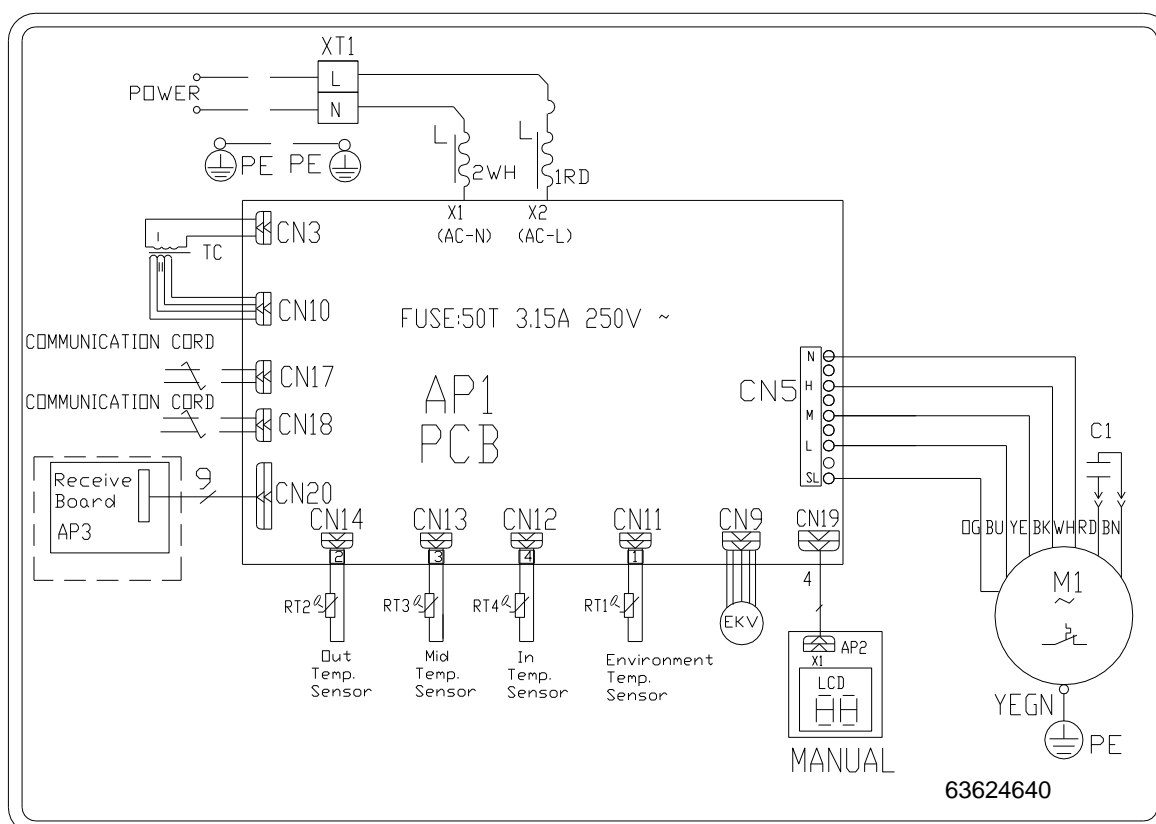 XT1
L
N
POWER
PE PE
L
2WH
L
1RD
X1
(AC-N)
X2
(AC-L)
CN3
TC
I
II
CN10
FUSE:50T 3.15A 250V ~
COMMUNICATION CORD
CN17
COMMUNICATION CORD
CN18
AP1
PCB
CN5
N
H
M
L
SL
C1
Receive
Board
AP3
9
CN20
CN14
CN13
CN12
CN11
CN9
CN19
2
3
4
1
4
RT2
RT3
RT4
RT1
EKV
Out
Temp.
Sensor
Mid
Temp.
Sensor
In
Temp.
Sensor
Environment
Temp.
Sensor
AP2
X1
LCD
88
MANUAL
OG BU YE BK WH RD BN
M1
~
YEGN
PE
63624640